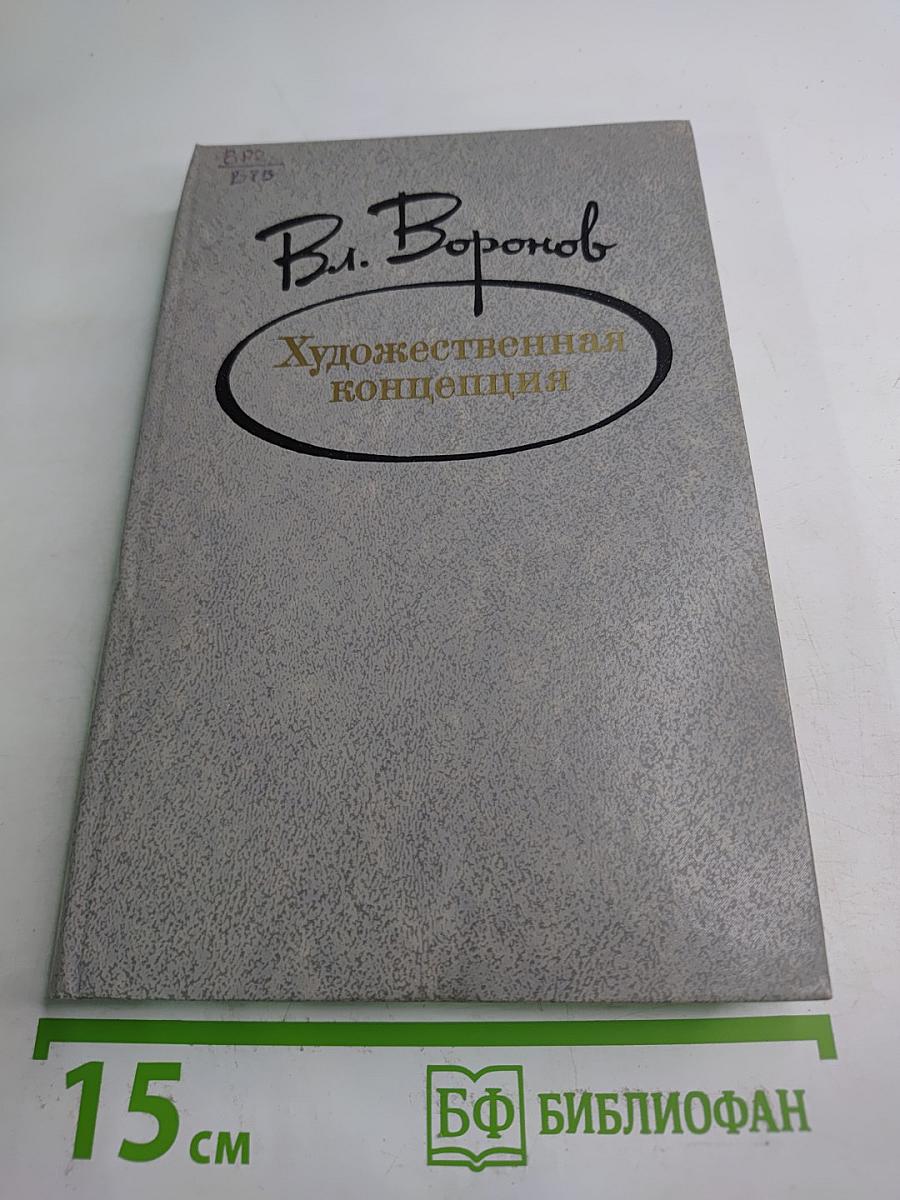 Вл. Воронов
Художественная
концепция
15 см
БФ БИБЛИОФАН